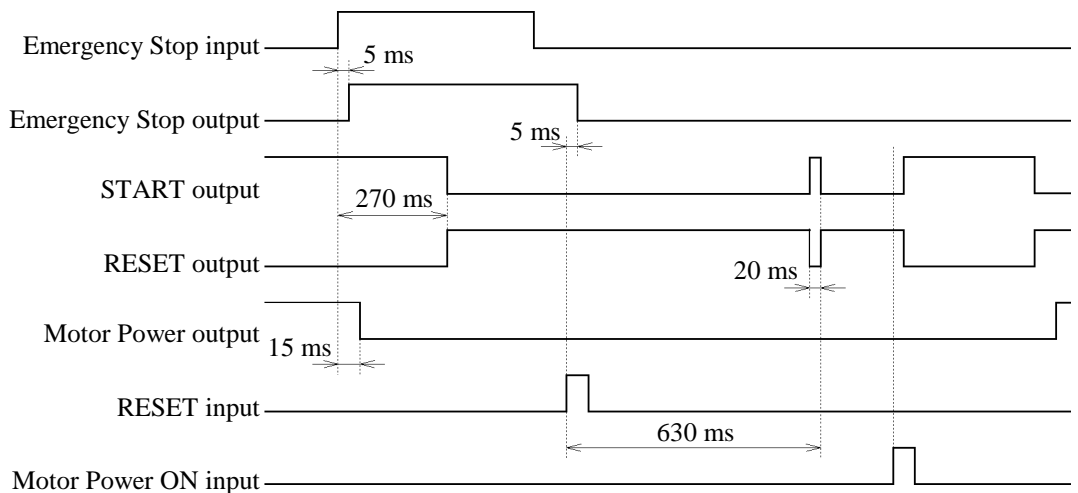 Emergency Stop input
5 ms
Emergency Stop output
5 ms
START output
270 ms
RESET output
20 ms
Motor Power output
15 ms
RESET input
630 ms
Motor Power ON input